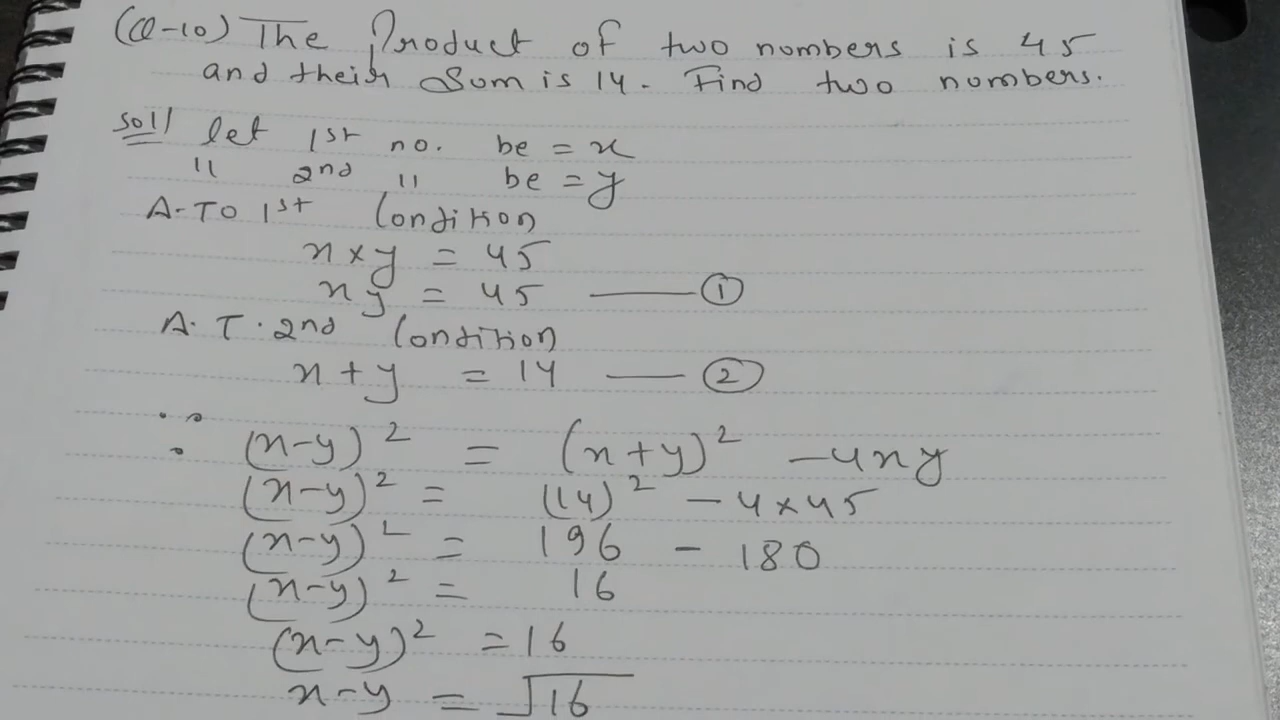 (Q-10) The Product of two numbers is 45
and their Sum is 14. Find two numbers.
Sol) let 1st no. be = x
11 2nd 11 be = y
A-TO 1st Condition
x × y = 45
xy = 45 —— ①
A. T. 2nd Condition
x + y = 14 —— ②
∴ (x-y)² = (x+y)² - 4xy
(x-y)² = (14)² - 4×45
(x-y)² = 196 - 180
(x-y)² = 16
(x-y)² = 16
x-y = √16